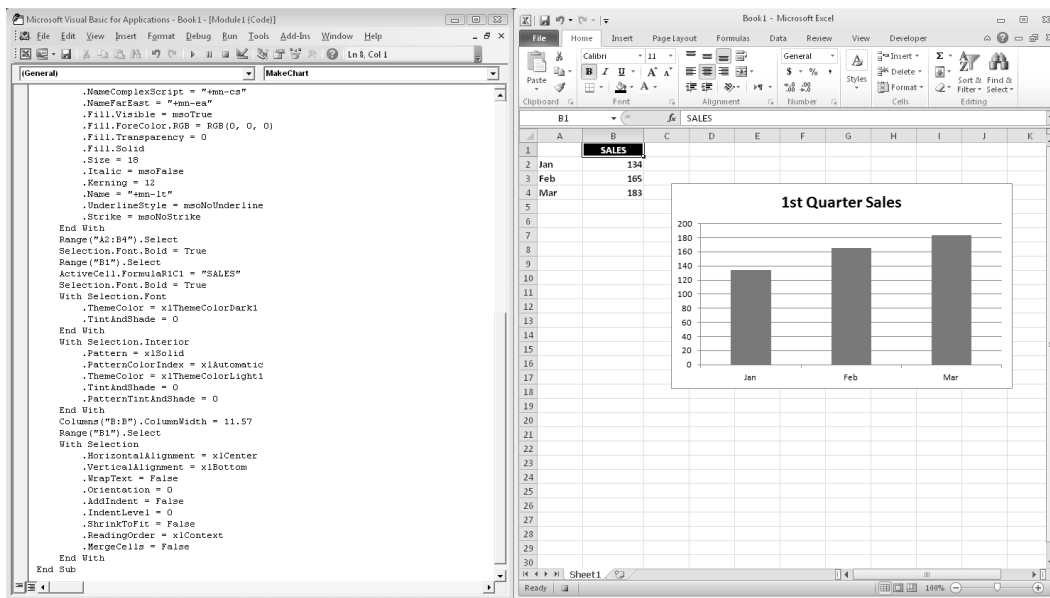 Microsoft Visual Basic for Applications - Book1 - [Module1 (Code)]
File Edit View Insert Format Debug Run Tools Add-Ins Window Help
Ln 8, Col 1
(General) MakeChart
.NameComplexScript = "+mn-cs"
.NameFarEast = "+mn-ea"
.Fill.Visible = msoTrue
.Fill.ForeColor.RGB = RGB(0, 0, 0)
.Fill.Transparency = 0
.Fill.Solid
.Size = 18
.Italic = msoFalse
.Kerning = 12
.Name = "+mn-lt"
.UnderlineStyle = msoNoUnderline
.Strike = msoNoStrike
End With
Range("A2:B4").Select
Selection.Font.Bold = True
Range("B1").Select
ActiveCell.FormulaR1C1 = "SALES"
Selection.Font.Bold = True
With Selection.Font
.ThemeColor = xlThemeColorDark1
.TintAndShade = 0
End With
With Selection.Interior
.Pattern = xlSolid
.PatternColorIndex = xlAutomatic
.ThemeColor = xlThemeColorLight1
.TintAndShade = 0
.PatternTintAndShade = 0
End With
Columns("B:B").ColumnWidth = 11.57
Range("B1").Select
With Selection
.HorizontalAlignment = xlCenter
.VerticalAlignment = xlBottom
.WrapText = False
.Orientation = 0
.AddIndent = False
.IndentLevel = 0
.ShrinkToFit = False
.ReadingOrder = xlContext
.MergeCells = False
End With
End Sub
Book1 - Microsoft Excel
File Home Insert Page Layout Formulas Data Review View Developer
Calibri 11 General Insert
B I U A A Delete
Paste A $ % , Styles Format Sort & Filter Find & Select
Clipboard Font Alignment Number Cells Editing
B1 fx SALES
A B C D E F G H I J K
1 SALES
2 Jan 134
3 Feb 165
4 Mar 183
5
6
7
8
9
10
11
12
13
14
15
16
17
18
19
20
21
22
23
24
25
26
27
28
29
30
1st Quarter Sales
200
180
160
140
120
100
80
60
40
20
0
Jan Feb Mar
Sheet1
Ready 100%